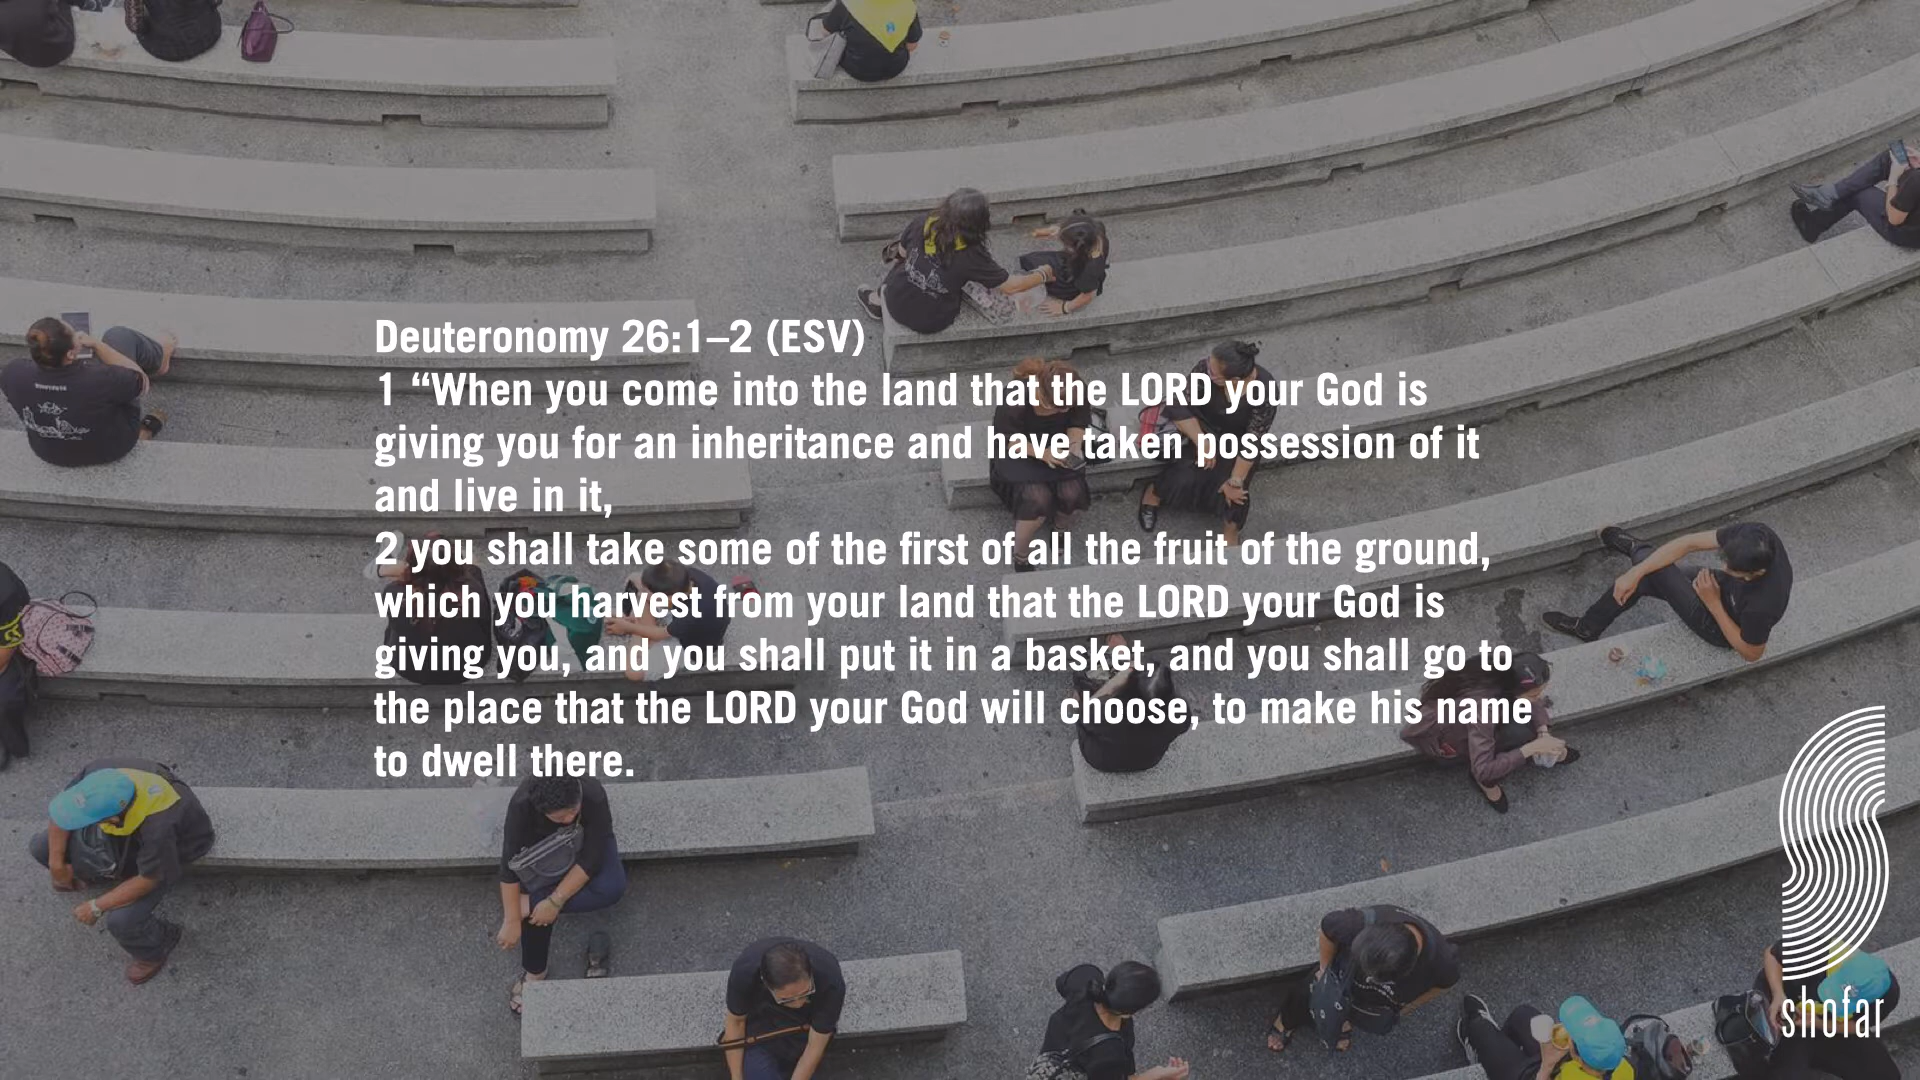 Deuteronomy 26:1–2 (ESV)
1 “When you come into the land that the LORD your God is
giving you for an inheritance and have taken possession of it
and live in it,
2 you shall take some of the first of all the fruit of the ground,
which you harvest from your land that the LORD your God is
giving you, and you shall put it in a basket, and you shall go to
the place that the LORD your God will choose, to make his name
to dwell there.
shofar